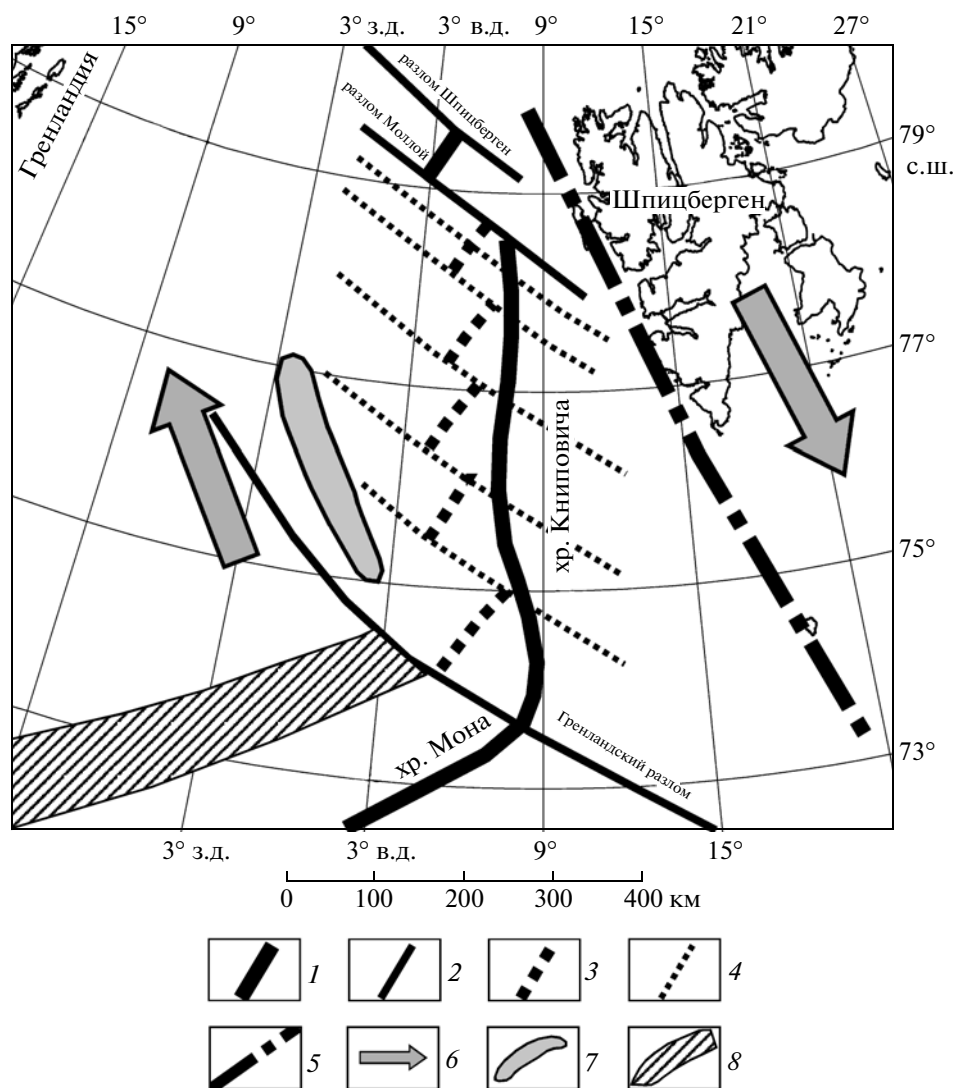 15° 9° 3° з.д. 3° в.д. 9° 15° 21° 27°
Гренландия
разлом Шпицберген
разлом Моллой
79°
с.ш.
Шпицберген
77°
хр. Книповича
75°
хр. Мона
Гренландский разлом
73°
3° з.д. 3° в.д. 9° 15°
0 100 200 300 400 км
1 2 3 4
5 6 7 8